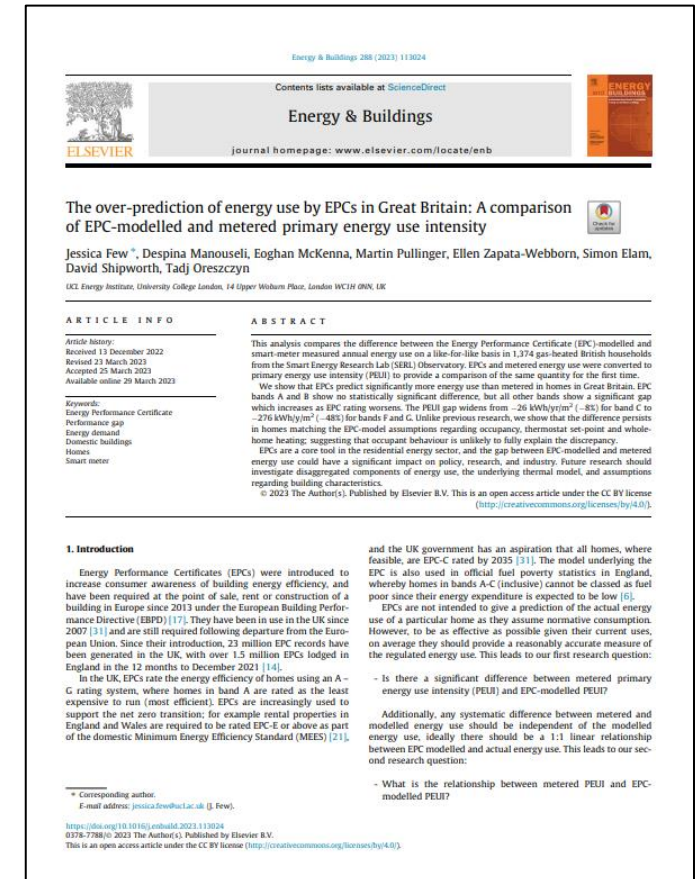 Energy & Buildings 288 (2023) 113024
Contents lists available at ScienceDirect
Energy & Buildings
journal homepage: www.elsevier.com/locate/enb
ELSEVIER
ENERGY
BUILDINGS
The over-prediction of energy use by EPCs in Great Britain: A comparison
of EPC-modelled and metered primary energy use intensity
Check for
updates
Jessica Few *, Despina Manouseli, Eoghan McKenna, Martin Pullinger, Ellen Zapata-Webborn, Simon Elam,
David Shipworth, Tadj Oreszczyn
UCL Energy Institute, University College London, 14 Upper Woburn Place, London WC1H 0NN, UK
ARTICLE INFO
Article history:
Received 13 December 2022
Revised 23 March 2023
Accepted 25 March 2023
Available online 29 March 2023
Keywords:
Energy Performance Certificate
Performance gap
Energy demand
Domestic buildings
Homes
Smart meter
ABSTRACT
This analysis compares the difference between the Energy Performance Certificate (EPC)-modelled and
smart-meter measured annual energy use on a like-for-like basis in 1,374 gas-heated British households
from the Smart Energy Research Lab (SERL) Observatory. EPCs and metered energy use were converted to
primary energy use intensity (PEUI) to provide a comparison of the same quantity for the first time.
We show that EPCs predict significantly more energy use than metered in homes in Great Britain. EPC
bands A and B show no statistically significant difference, but all other bands show a significant gap
which increases as EPC rating worsens. The PEUI gap widens from −26 kWh/yr/m² (−8%) for band C to
−276 kWh/y/m² (−48%) for bands F and G. Unlike previous research, we show that the difference persists
in homes matching the EPC-model assumptions regarding occupancy, thermostat set-point and whole-
home heating; suggesting that occupant behaviour is unlikely to fully explain the discrepancy.
EPCs are a core tool in the residential energy sector, and the gap between EPC-modelled and metered
energy use could have a significant impact on policy, research, and industry. Future research should
investigate disaggregated components of energy use, the underlying thermal model, and assumptions
regarding building characteristics.
© 2023 The Author(s). Published by Elsevier B.V. This is an open access article under the CC BY license
(http://creativecommons.org/licenses/by/4.0/).
1. Introduction
Energy Performance Certificates (EPCs) were introduced to
increase consumer awareness of building energy efficiency, and
have been required at the point of sale, rent or construction of a
building in Europe since 2013 under the European Building Perfor-
mance Directive (EBPD) [17]. They have been in use in the UK since
2007 [31] and are still required following departure from the Euro-
pean Union. Since their introduction, 23 million EPC records have
been generated in the UK, with over 1.5 million EPCs lodged in
England in the 12 months to December 2021 [14].
In the UK, EPCs rate the energy efficiency of homes using an A –
G rating system, where homes in band A are rated as the least
expensive to run (most efficient). EPCs are increasingly used to
support the net zero transition; for example rental properties in
England and Wales are required to be rated EPC-E or above as part
of the domestic Minimum Energy Efficiency Standard (MEES) [21],
and the UK government has an aspiration that all homes, where
feasible, are EPC-C rated by 2035 [31]. The model underlying the
EPC is also used in official fuel poverty statistics in England,
whereby homes in bands A-C (inclusive) cannot be classed as fuel
poor since their energy expenditure is expected to be low [6].
EPCs are not intended to give a prediction of the actual energy
use of a particular home as they assume normative consumption.
However, to be as effective as possible given their current uses,
on average they should provide a reasonably accurate measure of
the regulated energy use. This leads to our first research question:
- Is there a significant difference between metered primary
energy use intensity (PEUI) and EPC-modelled PEUI?
Additionally, any systematic difference between metered and
modelled energy use should be independent of the modelled
energy use, ideally there should be a 1:1 linear relationship
between EPC modelled and actual energy use. This leads to our sec-
ond research question:
- What is the relationship between metered PEUI and EPC-
modelled PEUI?
* Corresponding author.
E-mail address: jessica.few@ucl.ac.uk (J. Few).
https://doi.org/10.1016/j.enbuild.2023.113024
0378-7788/© 2023 The Author(s). Published by Elsevier B.V.
This is an open access article under the CC BY license (http://creativecommons.org/licenses/by/4.0/).